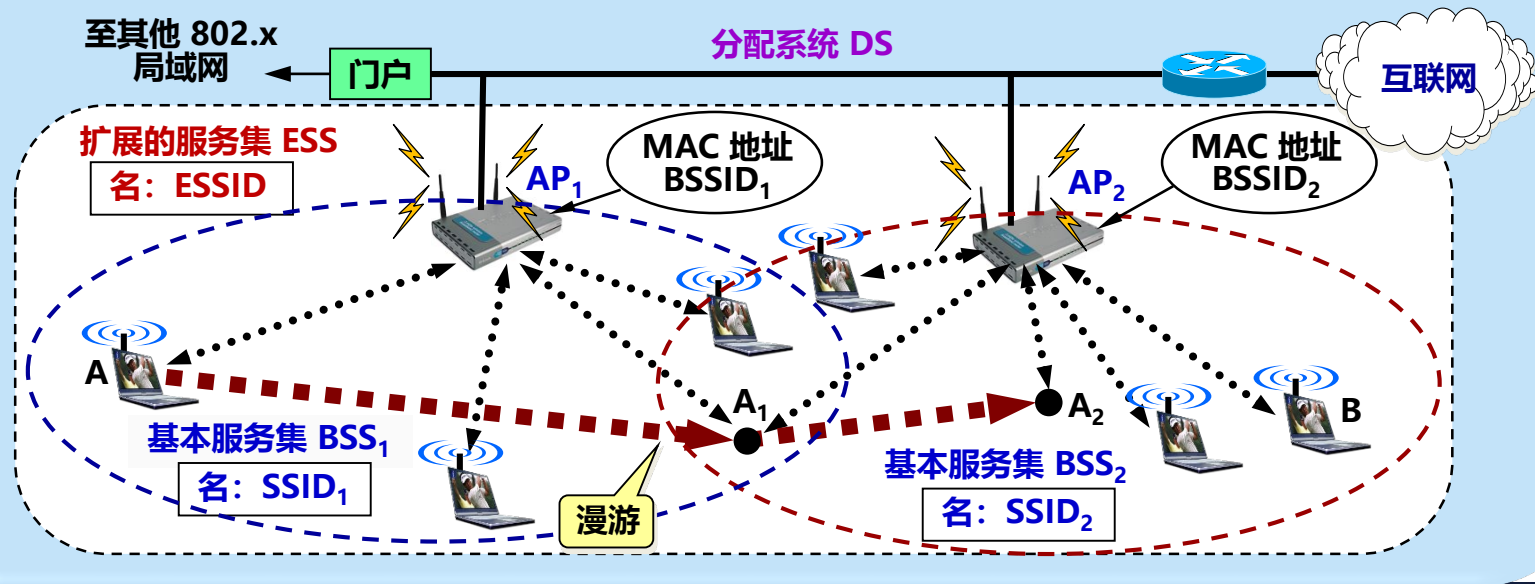 至其他 802.x
局域网
门户
分配系统 DS
互联网
扩展的服务集 ESS
名：ESSID
AP₁
MAC 地址
BSSID₁
AP₂
MAC 地址
BSSID₂
A
A₁
A₂
B
基本服务集 BSS₁
名：SSID₁
漫游
基本服务集 BSS₂
名：SSID₂